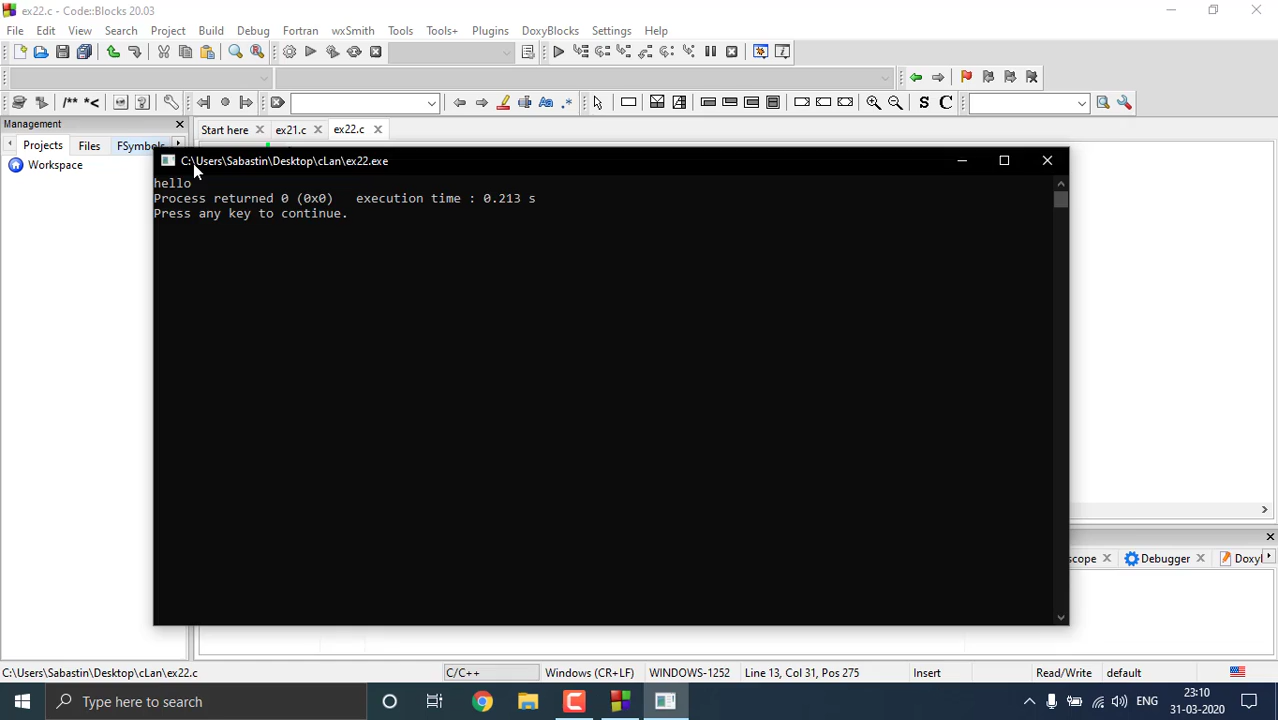 ex22.c - Code::Blocks 20.03
File Edit View Search Project Build Debug Fortran wxSmith Tools Tools+ Plugins DoxyBlocks Settings Help
/** *<
Aa .*
S C
Management
Start here ex21.c ex22.c
Projects Files FSymbols
Workspace
C:\Users\Sabastin\Desktop\cLan\ex22.exe
hello
Process returned 0 (0x0) execution time : 0.213 s
Press any key to continue.
scope Debugger Doxyl
C:\Users\Sabastin\Desktop\cLan\ex22.c C/C++ Windows (CR+LF) WINDOWS-1252 Line 13, Col 31, Pos 275 Insert Read/Write default
Type here to search
ENG
23:10
31-03-2020